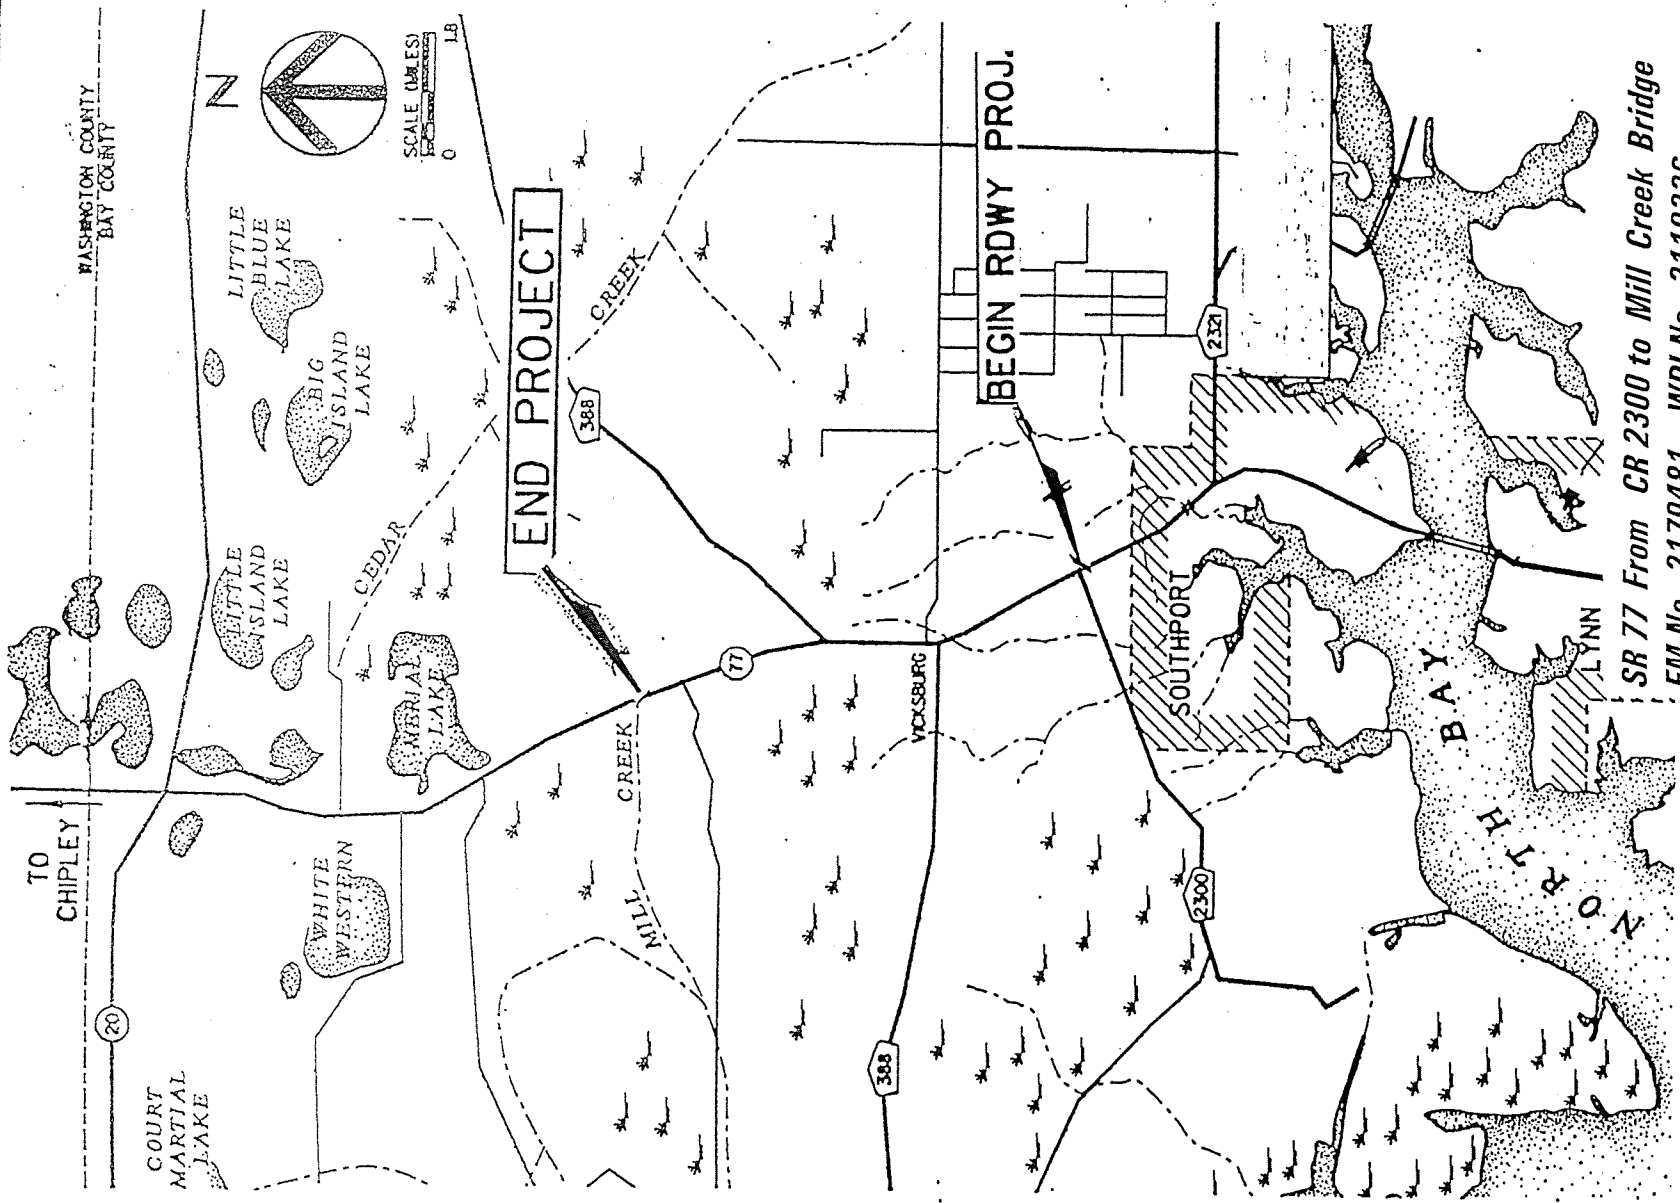 WASHINGTON COUNTY
BAY COUNTY
N
SCALE (MILES)
0
1.8
TO
CHIPLEY
20
COURT
MARTIAL
LAKE
WHITE
WESTERN
LITTLE
BLUE
LAKE
BIG
ISLAND
LAKE
LITTLE
ISLAND
LAKE
MERIAL
LAKE
CEDAR
CREEK
END PROJECT
388
77
MILL
CREEK
VICKSBURG
388
BEGIN RDWY PROJ.
2321
SOUTHPORT
2300
NORTH
BAY
LYNN
SR 77 From CR 2300 to Mill Creek Bridge